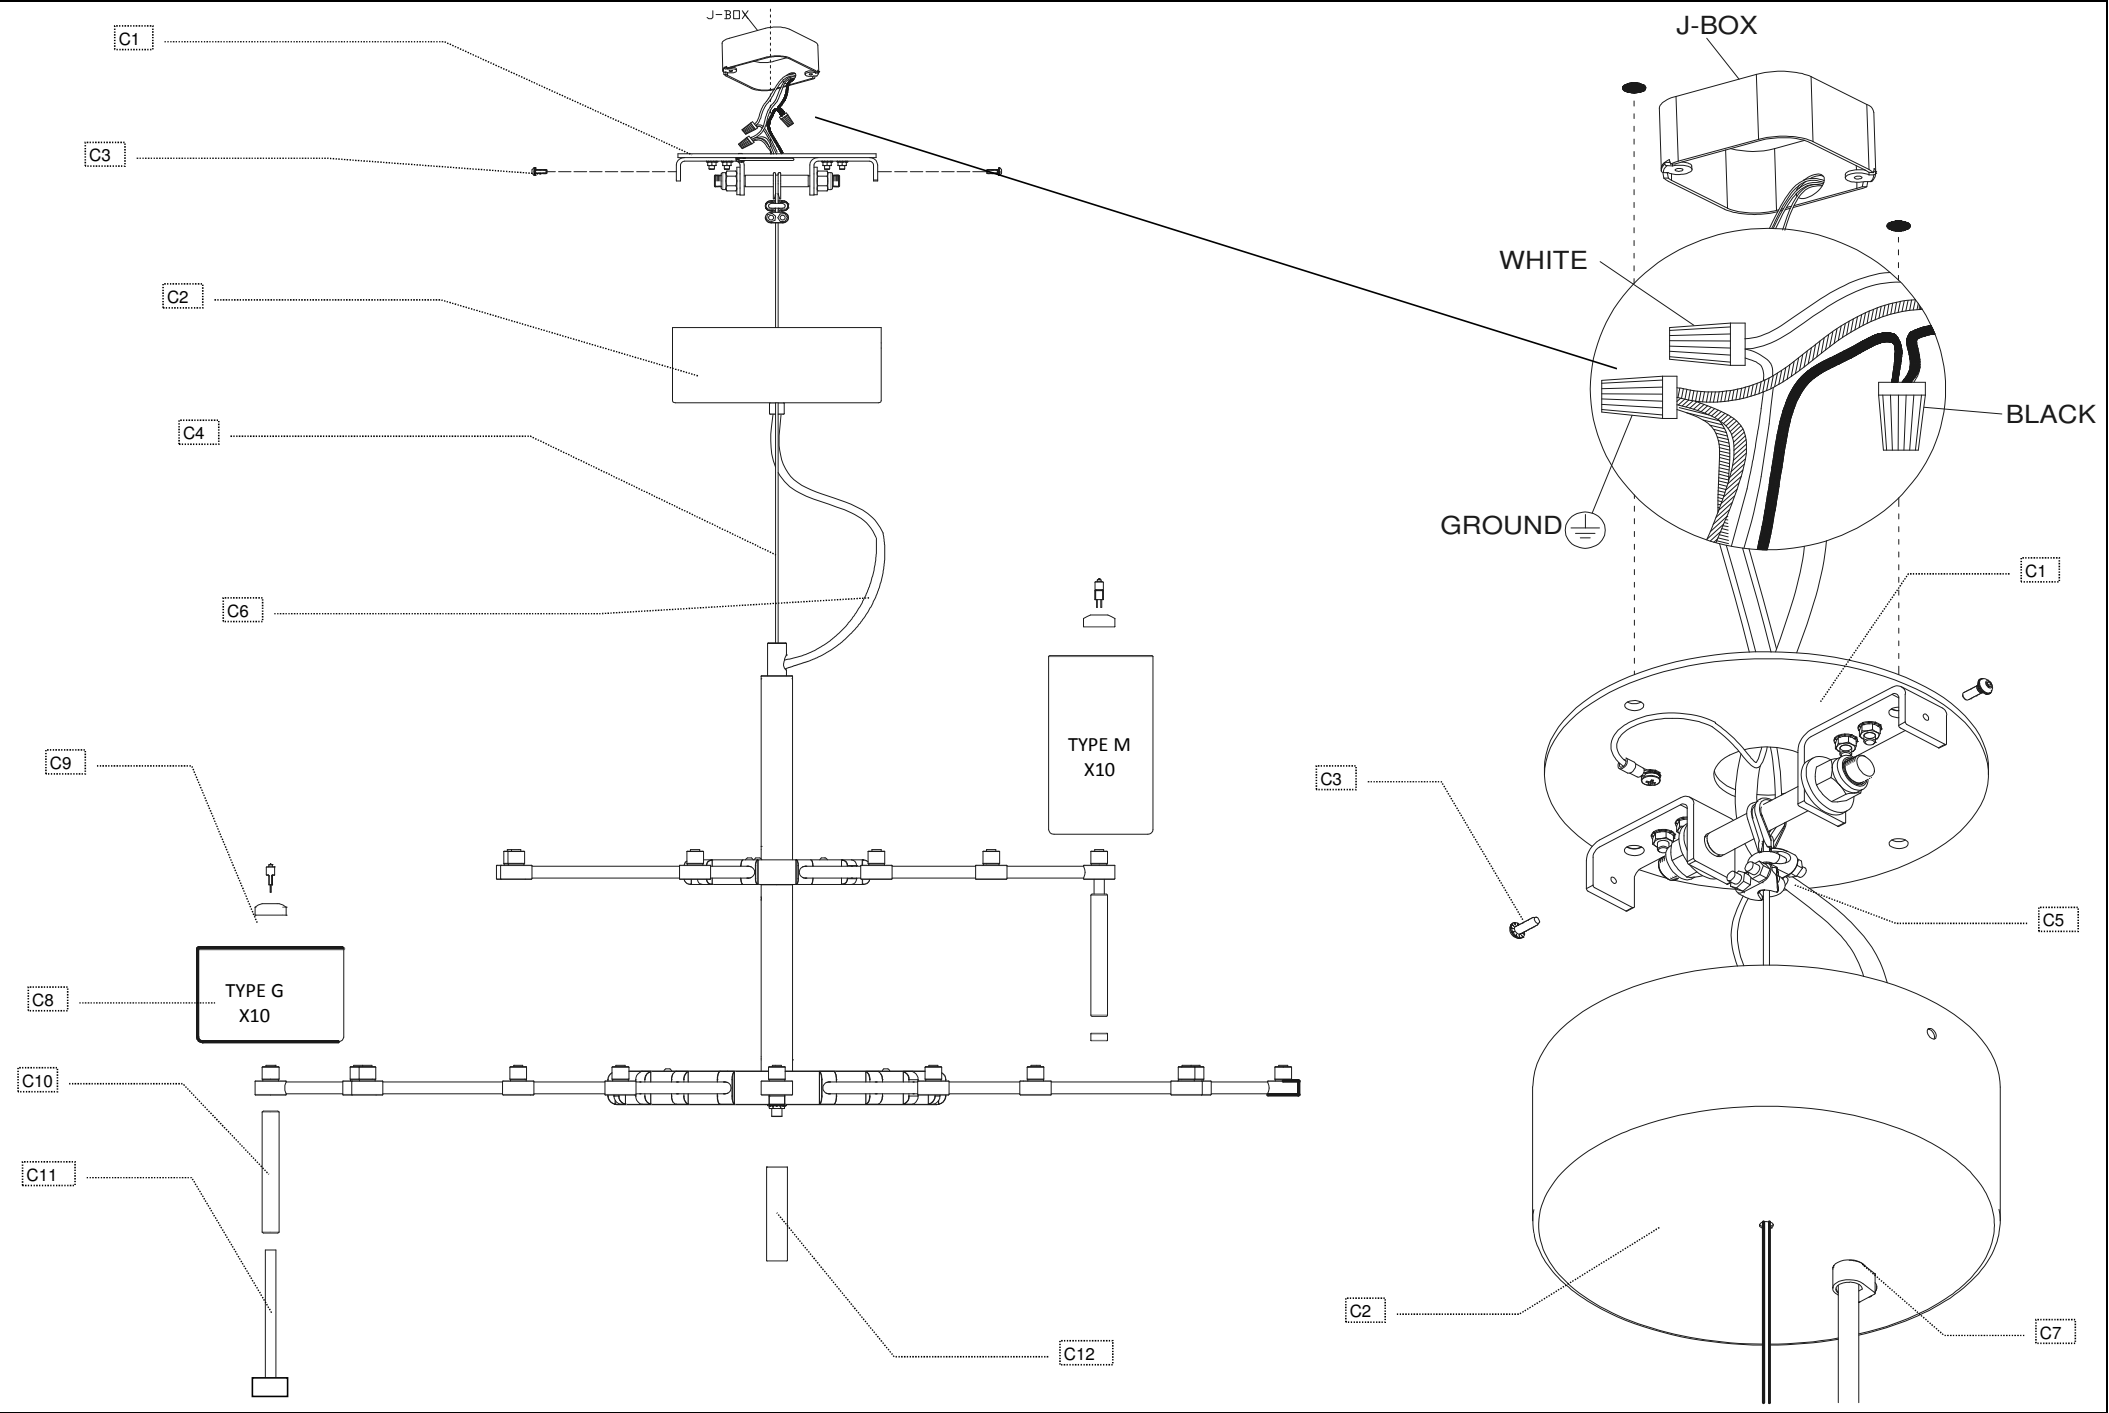 J-BOX
C1
C3
C2
C4
C6
C9
C8
C10
C11
C12
TYPE M
X10
TYPE G
X10
J-BOX
WHITE
BLACK
GROUND
C1
C3
C5
C2
C7